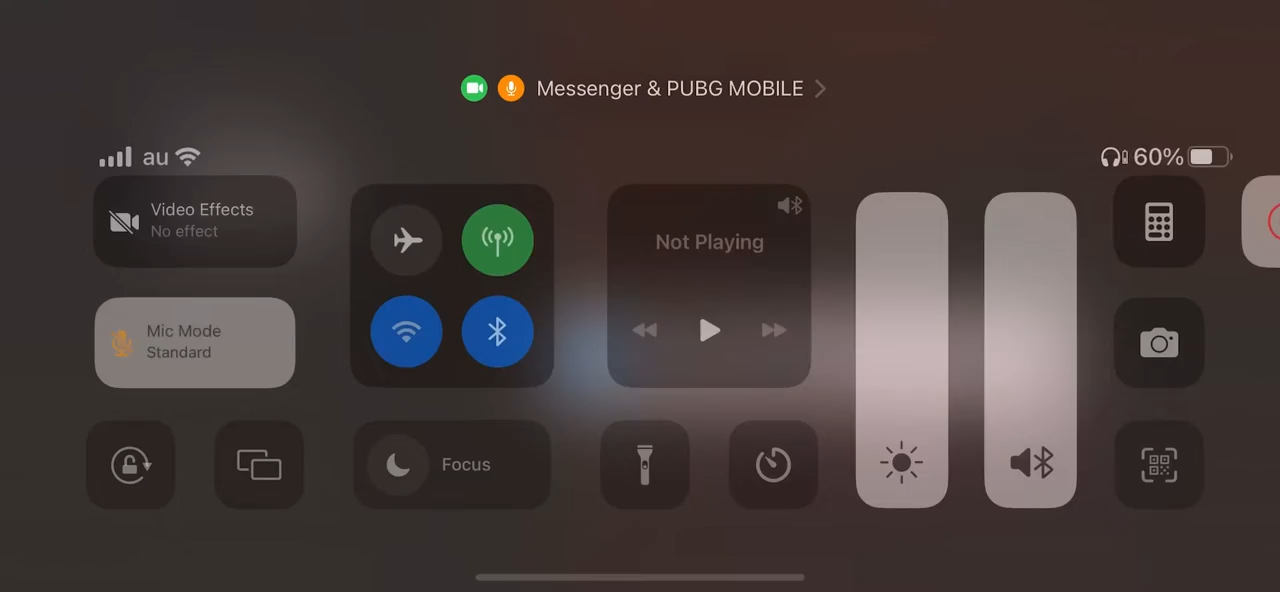 Messenger & PUBG MOBILE
au
60%
Video Effects
No effect
Not Playing
Mic Mode
Standard
Focus